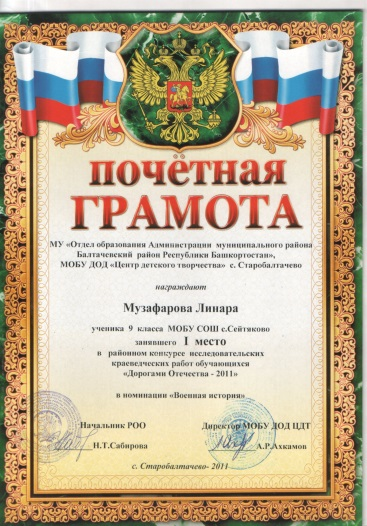 почётная
ГРАМОТА
МУ «Отдел образования Администрации муниципального района
Балтачевский район Республики Башкортостан»,
МОБУ ДОД «Центр детского творчества» с. Старобалтачево
награждают
Музафарова Линара
ученика 9 класса МОБУ СОШ с.Сейтяково
занявшего I место
в районном конкурсе исследовательских
краеведческих работ обучающихся
«Дорогами Отечества - 2011»
в номинации «Военная история»
Начальник РОО Директор МОБУ ДОД ЦДТ
Н.Т.Сабирова А.Р.Ахкамов
с. Старобалтачево- 2011